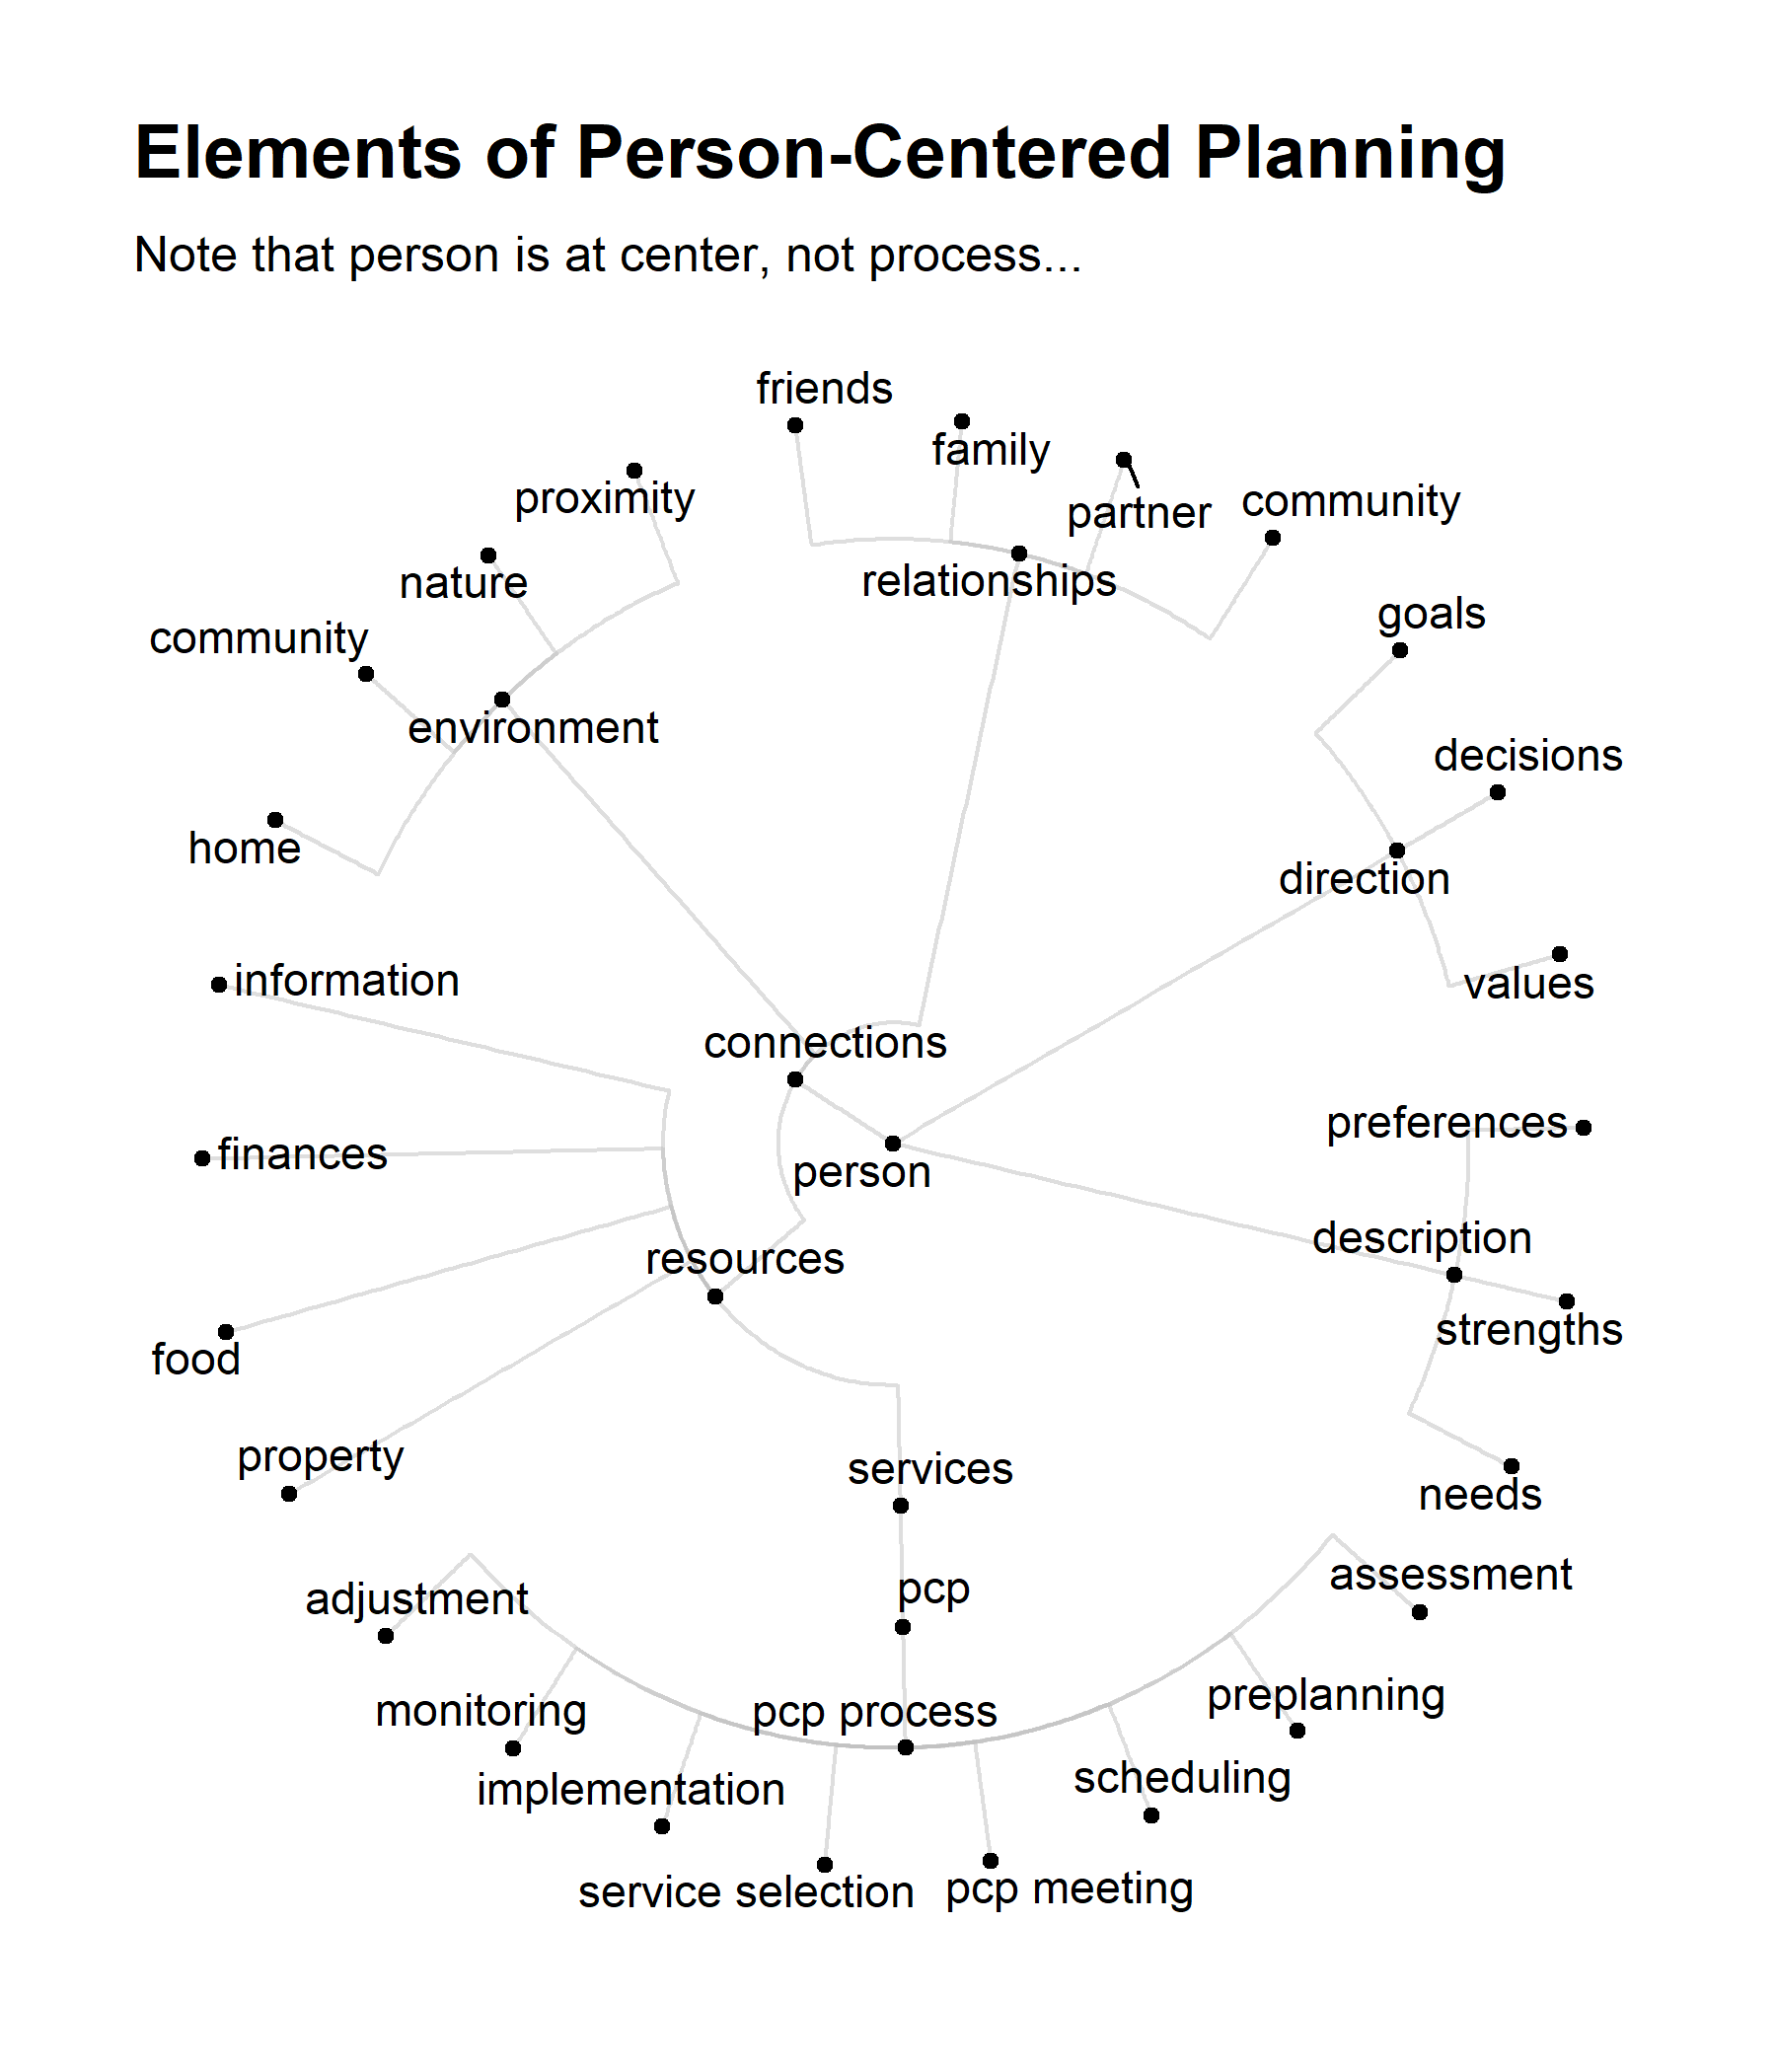 Elements of Person-Centered Planning
Note that person is at center, not process...
friends
family
proximity
partner
community
nature
relationships
goals
community
environment
decisions
home
direction
information
values
connections
preferences
finances
person
description
resources
strengths
food
property
services
needs
assessment
pcp
adjustment
preplanning
monitoring
pcp process
scheduling
implementation
service selection
pcp meeting